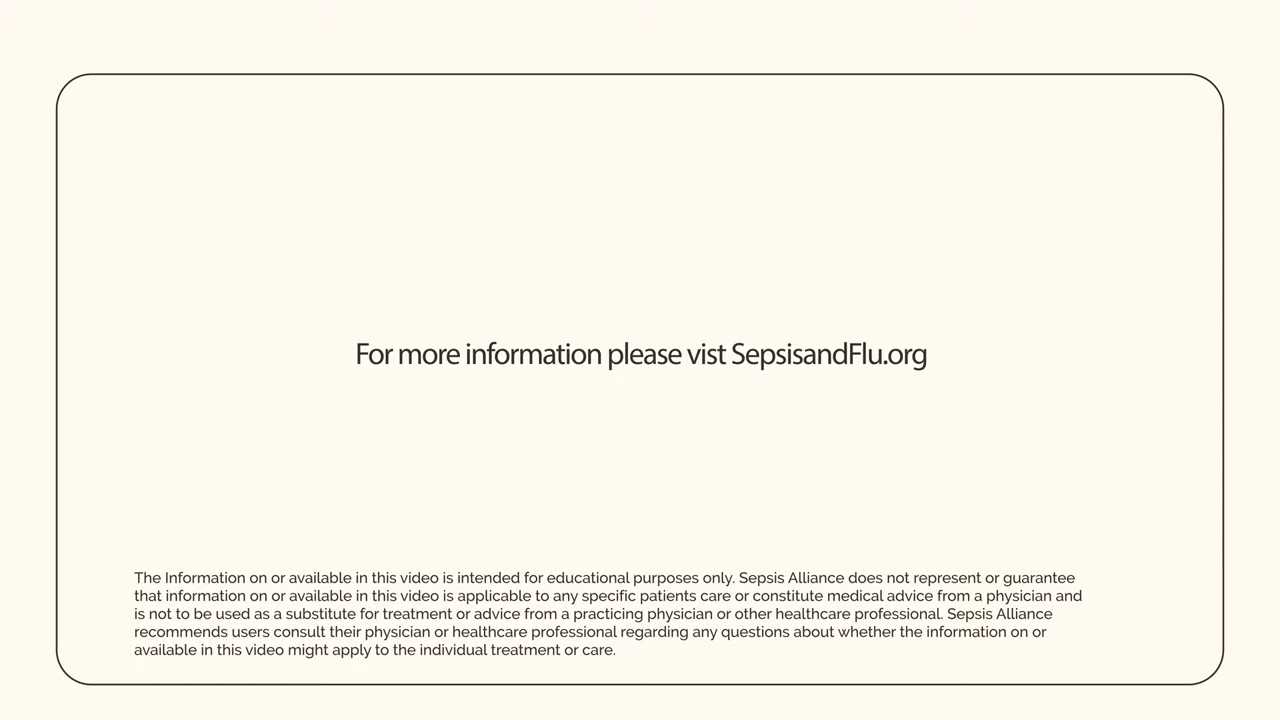 For more information please vist SepsisandFlu.org
The Information on or available in this video is intended for educational purposes only. Sepsis Alliance does not represent or guarantee
that information on or available in this video is applicable to any specific patients care or constitute medical advice from a physician and
is not to be used as a substitute for treatment or advice from a practicing physician or other healthcare professional. Sepsis Alliance
recommends users consult their physician or healthcare professional regarding any questions about whether the information on or
available in this video might apply to the individual treatment or care.